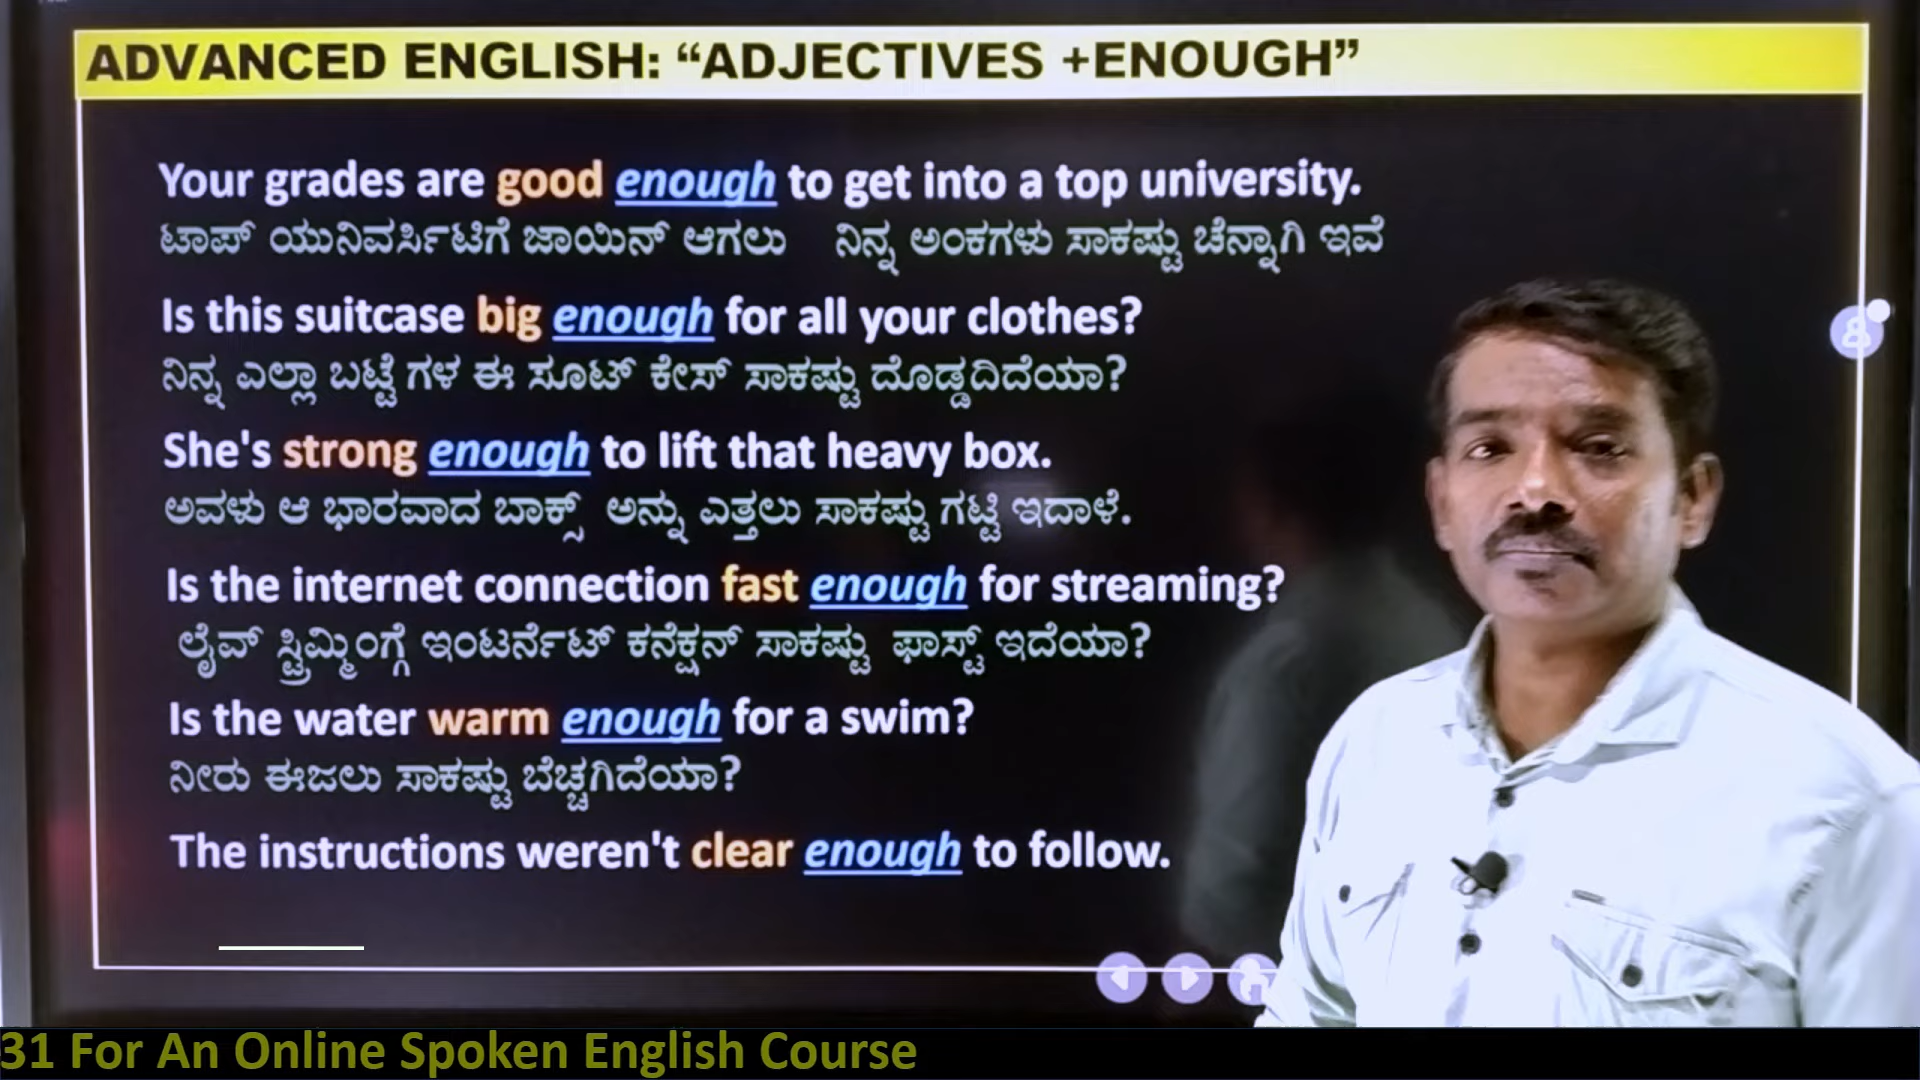 ADVANCED ENGLISH: “ADJECTIVES +ENOUGH”
Your grades are good enough to get into a top university.
ಟಾಪ್ ಯುನಿವರ್ಸಿಟಿಗೆ ಜಾಯಿನ್ ಆಗಲು ನಿನ್ನ ಅಂಕಗಳು ಸಾಕಷ್ಟು ಚೆನ್ನಾಗಿ ಇವೆ
Is this suitcase big enough for all your clothes?
ನಿನ್ನ ಎಲ್ಲಾ ಬಟ್ಟೆ ಗಳ ಈ ಸೂಟ್ ಕೇಸ್ ಸಾಕಷ್ಟು ದೊಡ್ಡದಿದೆಯಾ?
She's strong enough to lift that heavy box.
ಅವಳು ಆ ಭಾರವಾದ ಬಾಕ್ಸ್ ಅನ್ನು ಎತ್ತಲು ಸಾಕಷ್ಟು ಗಟ್ಟಿ ಇದಾಳೆ.
Is the internet connection fast enough for streaming?
ಲೈವ್ ಸ್ಟ್ರಿಮ್ಮಿಂಗ್ಗೆ ಇಂಟರ್ನೆಟ್ ಕನೆಕ್ಷನ್ ಸಾಕಷ್ಟು ಫಾಸ್ಟ್ ಇದೆಯಾ?
Is the water warm enough for a swim?
ನೀರು ಈಜಲು ಸಾಕಷ್ಟು ಬೆಚ್ಚಗಿದೆಯಾ?
The instructions weren't clear enough to follow.
31 For An Online Spoken English Course